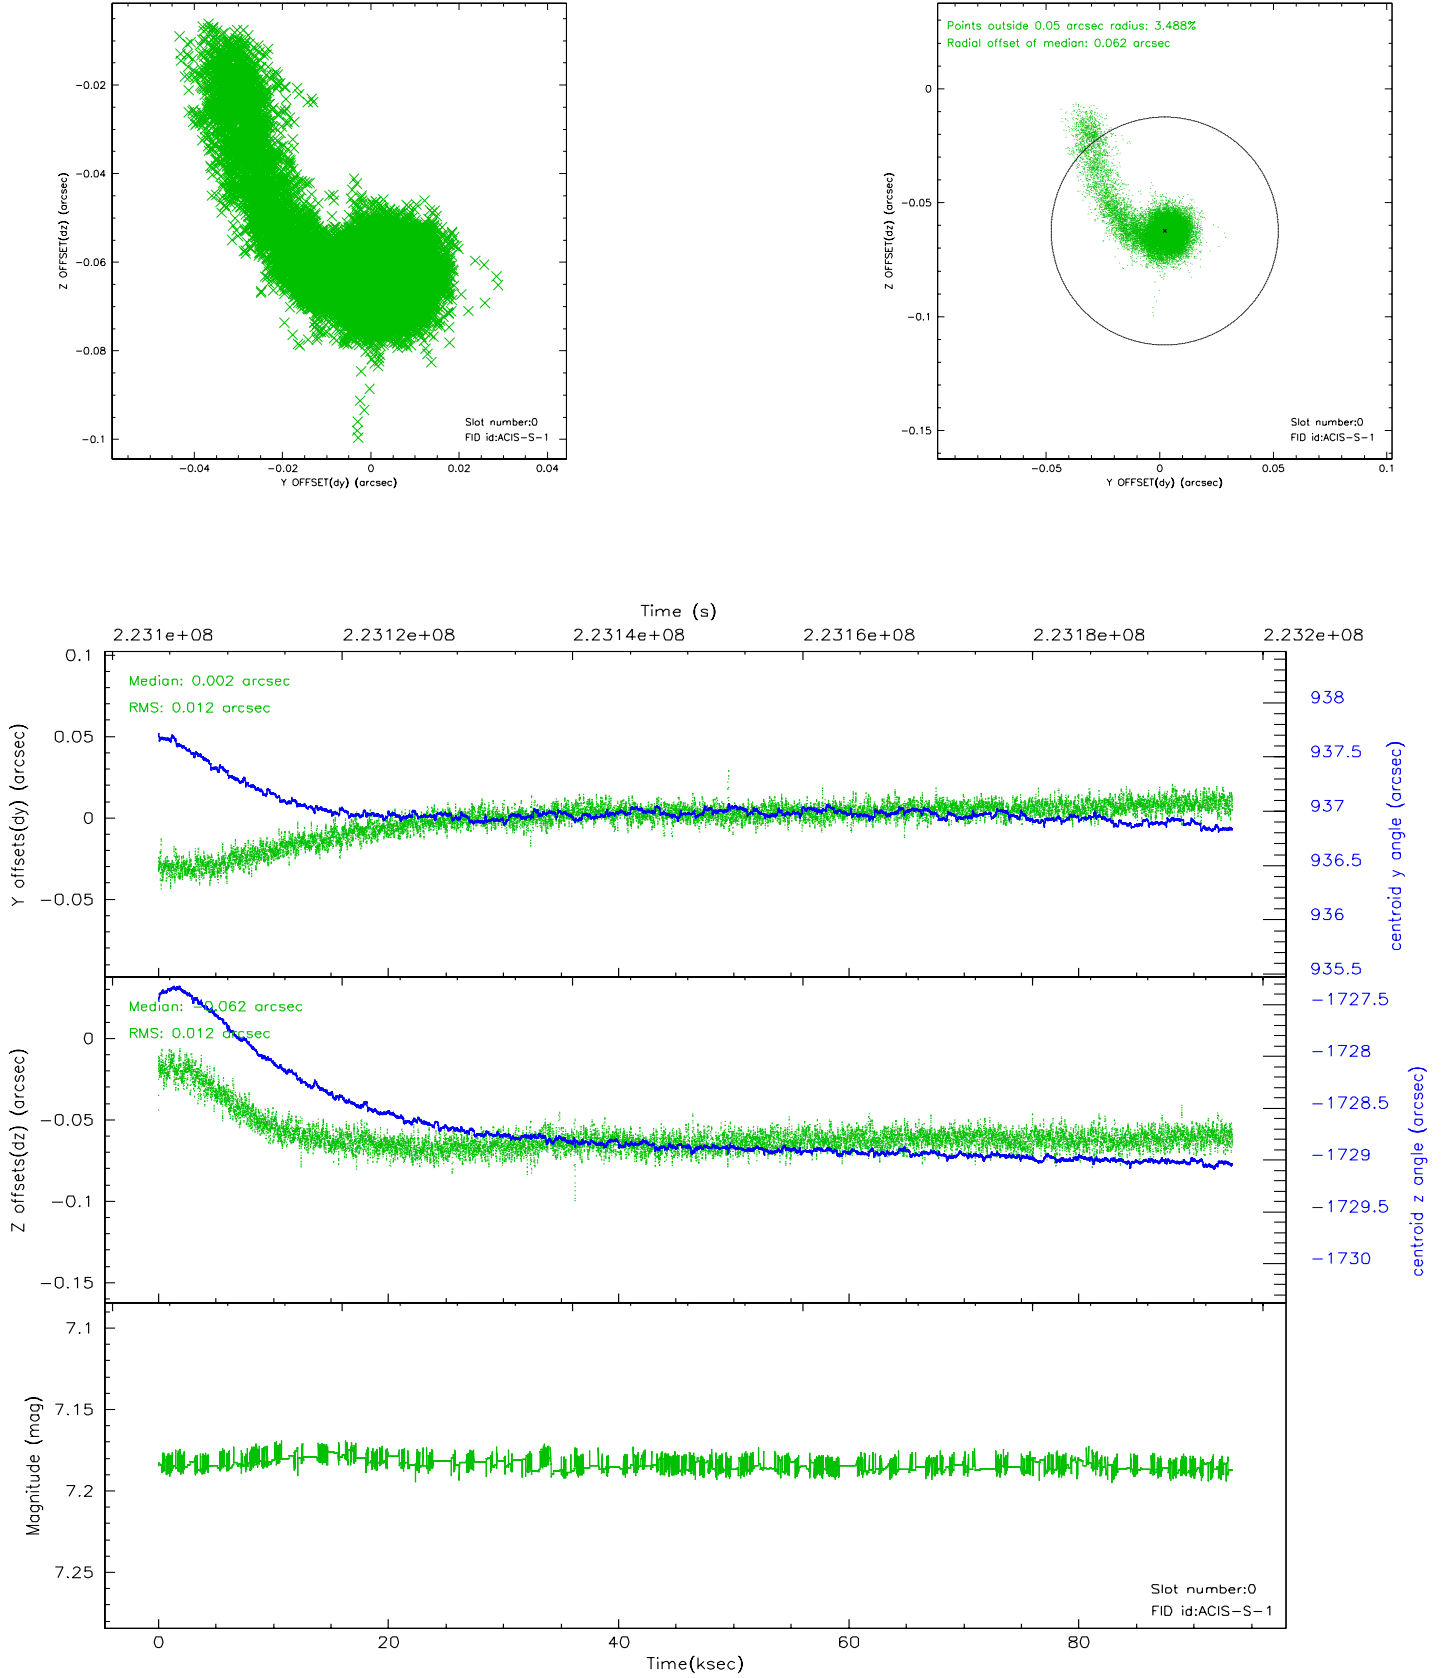 −0.02
−0.04
−0.06
−0.08
−0.1
Z OFFSET(dz) (arcsec)
Slot number:0
FID id:ACIS−S−1
−0.04 −0.02 0 0.02 0.04
Y OFFSET(dy) (arcsec)
Points outside 0.05 arcsec radius: 3.488%
Radial offset of median: 0.062 arcsec
0
−0.05
−0.1
−0.15
Z OFFSET(dz) (arcsec)
Slot number:0
FID id:ACIS−S−1
−0.05 0 0.05 0.1
Y OFFSET(dy) (arcsec)
Time (s)
2.231e+08 2.2312e+08 2.2314e+08 2.2316e+08 2.2318e+08 2.232e+08
0.1
0.05
0
−0.05
Y offsets(dy) (arcsec)
Median: 0.002 arcsec
RMS: 0.012 arcsec
938
937.5
937
936.5
936
935.5
centroid y angle (arcsec)
0
−0.05
−0.1
−0.15
Z offsets(dz) (arcsec)
Median: −0.062 arcsec
RMS: 0.012 arcsec
−1727.5
−1728
−1728.5
−1729
−1729.5
−1730
centroid z angle (arcsec)
7.1
7.15
7.2
7.25
Magnitude (mag)
Slot number:0
FID id:ACIS−S−1
0 20 40 60 80
Time(ksec)